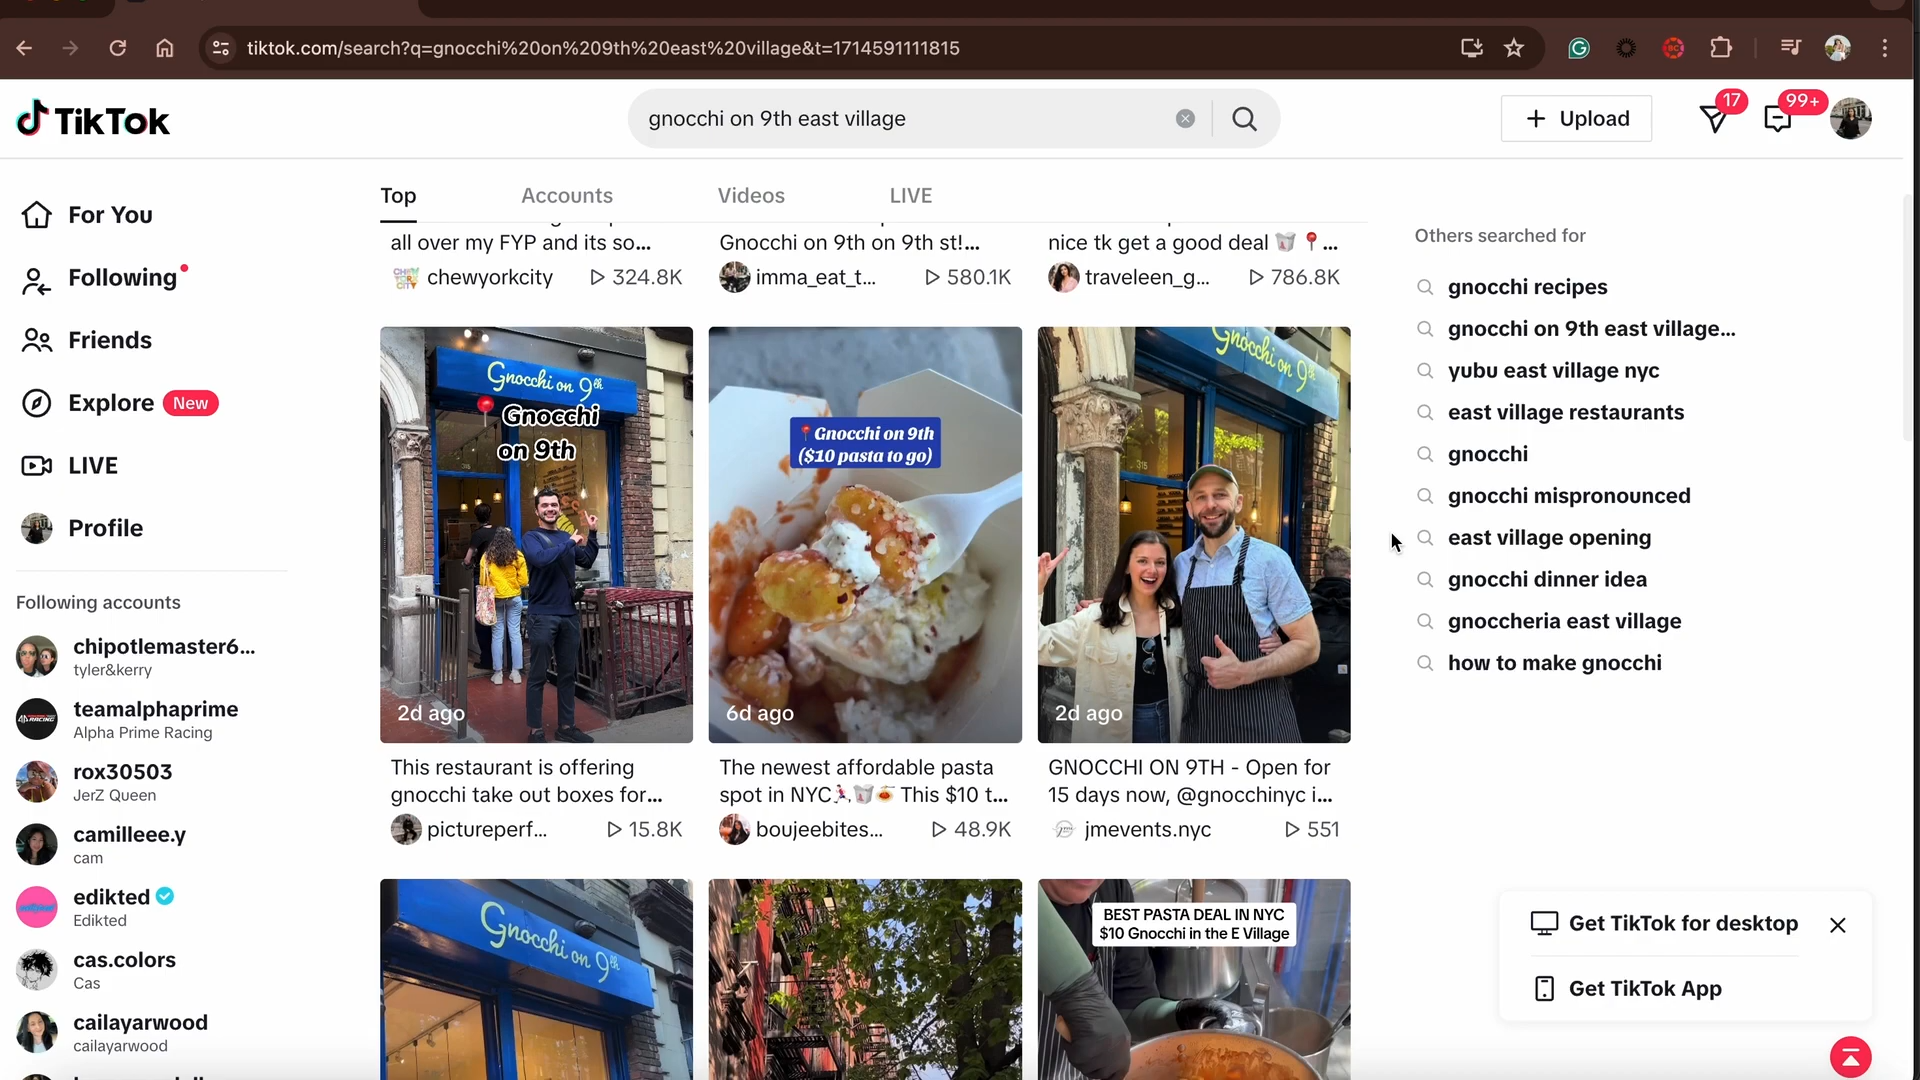 tiktok.com/search?q=gnocchi%20on%209th%20east%20village&t=1714591111815
TikTok
gnocchi on 9th east village
Upload
17
99+
For You
Following
Friends
Explore New
LIVE
Profile
Following accounts
chipotlemaster6...
tyler&kerry
teamalphaprime
Alpha Prime Racing
rox30503
JerZ Queen
camilleee.y
cam
edikted
Edikted
cas.colors
Cas
cailayarwood
cailayarwood
Top Accounts Videos LIVE
all over my FYP and its so...
chewyorkcity 324.8K
Gnocchi on 9th on 9th st!...
imma_eat_t... 580.1K
nice tk get a good deal ...
traveleen_g... 786.8K
Gnocchi on 9th
Gnocchi
on 9th
2d ago
This restaurant is offering
gnocchi take out boxes for...
pictureperf... 15.8K
Gnocchi on 9th
($10 pasta to go)
6d ago
The newest affordable pasta
spot in NYC This $10 t...
boujeebites... 48.9K
Gnocchi on 9th
315
2d ago
GNOCCHI ON 9TH - Open for
15 days now, @gnocchinyc i...
jmevents.nyc 551
Gnocchi on 9th
BEST PASTA DEAL IN NYC
$10 Gnocchi in the E Village
Others searched for
gnocchi recipes
gnocchi on 9th east village...
yubu east village nyc
east village restaurants
gnocchi
gnocchi mispronounced
east village opening
gnocchi dinner idea
gnoccheria east village
how to make gnocchi
Get TikTok for desktop
Get TikTok App